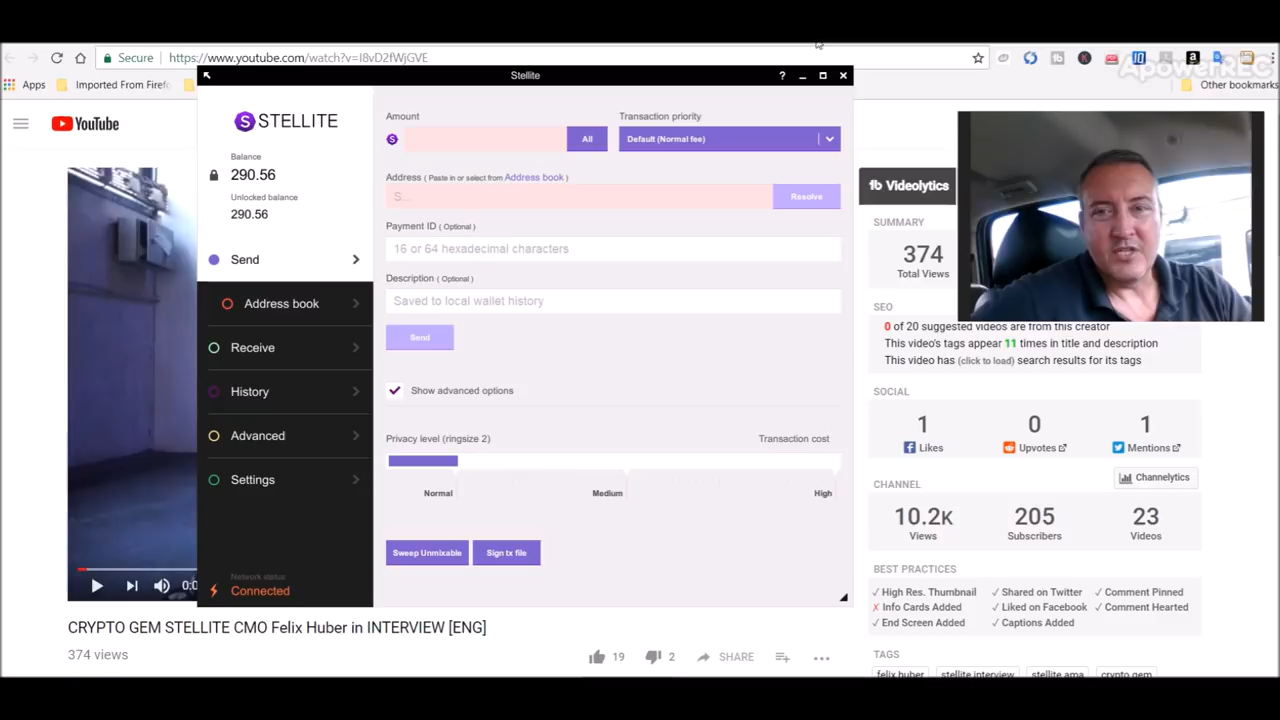 Secure
https://www.youtube.com/watch?v=I8vD2fWjGVE
ApowerREC
Apps
Imported From Firef
Other bookmarks
YouTube
Stellite
?
STELLITE
Balance
290.56
Unlocked balance
290.56
Send
Address book
Receive
History
Advanced
Settings
Network status:
Connected
Amount
All
Transaction priority
Default (Normal fee)
Address ( Paste in or select from Address book )
S...
Resolve
Payment ID ( Optional )
16 or 64 hexadecimal characters
Description ( Optional )
Saved to local wallet history
Send
Show advanced options
Privacy level (ringsize 2)
Transaction cost
Normal
Medium
High
Sweep Unmixable
Sign tx file
0:0
CRYPTO GEM STELLITE CMO Felix Huber in INTERVIEW [ENG]
374 views
19
2
SHARE
Videolytics
SUMMARY
374
Total Views
SEO
0 of 20 suggested videos are from this creator
This video's tags appear 11 times in title and description
This video has (click to load) search results for its tags
SOCIAL
1
Likes
0
Upvotes
1
Mentions
CHANNEL
Channelytics
10.2K
Views
205
Subscribers
23
Videos
BEST PRACTICES
✓ High Res. Thumbnail
✓ Shared on Twitter
✓ Comment Pinned
✗ Info Cards Added
✓ Liked on Facebook
✓ Comment Hearted
✓ End Screen Added
✓ Captions Added
TAGS
felix huber
stellite interview
stellite ama
crypto gem